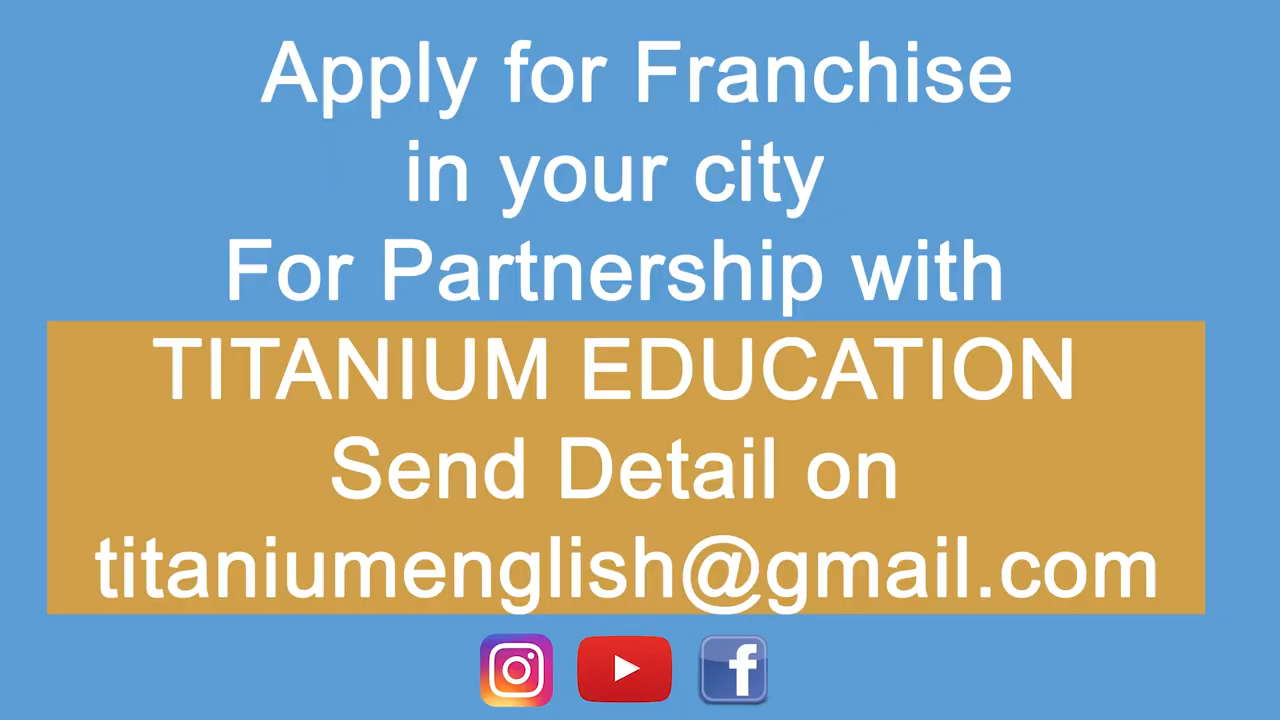 Apply for Franchise
in your city
For Partnership with
TITANIUM EDUCATION
Send Detail on
titaniumenglish@gmail.com